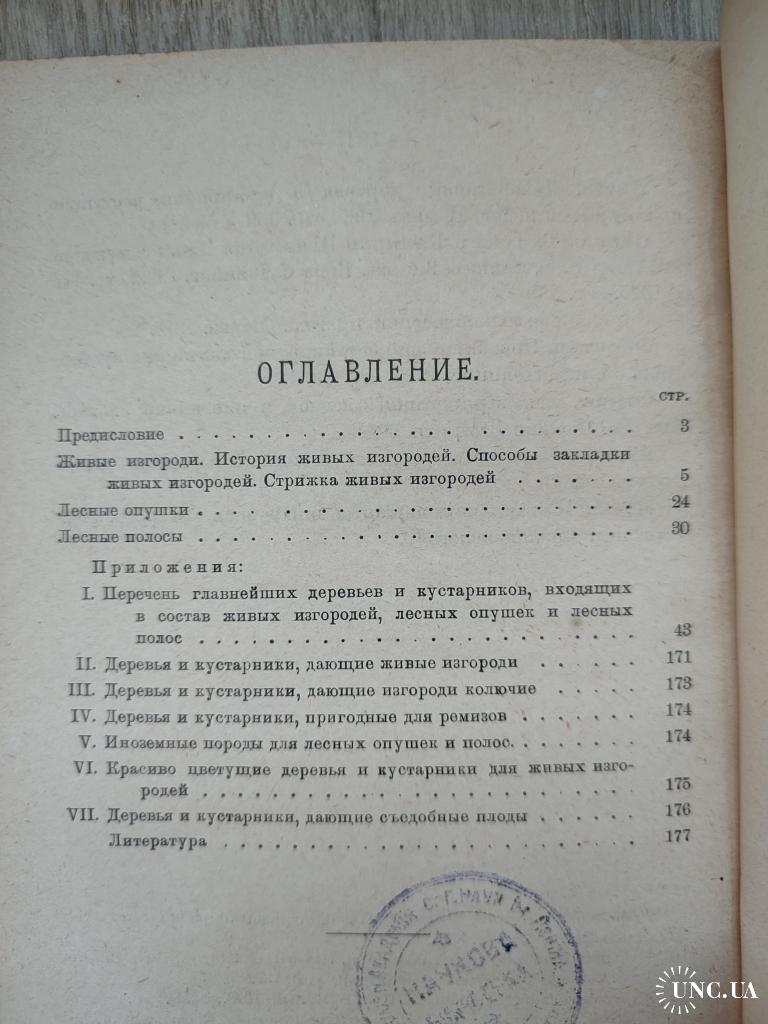 ОГЛАВЛЕНИЕ.
СТР.
Предисловие . . . . . . . . . . . . . . . . . . . . 3
Живые изгороди. История живых изгородей. Способы закладки
живых изгородей. Стрижка живых изгородей . . . . . . . 5
Лесные опушки . . . . . . . . . . . . . . . . . . . 24
Лесные полосы . . . . . . . . . . . . . . . . . . . 30
Приложения:
I. Перечень главнейших деревьев и кустарников, входящих
в состав живых изгородей, лесных опушек и лесных
полос . . . . . . . . . . . . . . . . . . . 43
II. Деревья и кустарники, дающие живые изгороди . . . . . 171
III. Деревья и кустарники, дающие изгороди колючие . . . . . 173
IV. Деревья и кустарники, пригодные для ремизов . . . . . . 174
V. Иноземные породы для лесных опушек и полос. . . . . . . 174
VI. Красиво цветущие деревья и кустарники для живых изго-
родей . . . . . . . . . . . . . . . . . . . 175
VII. Деревья и кустарники, дающие съедобные плоды . . . . . . 176
Литература . . . . . . . . . . . . . . . . . . 177
НАУКОВА
UNC.UA